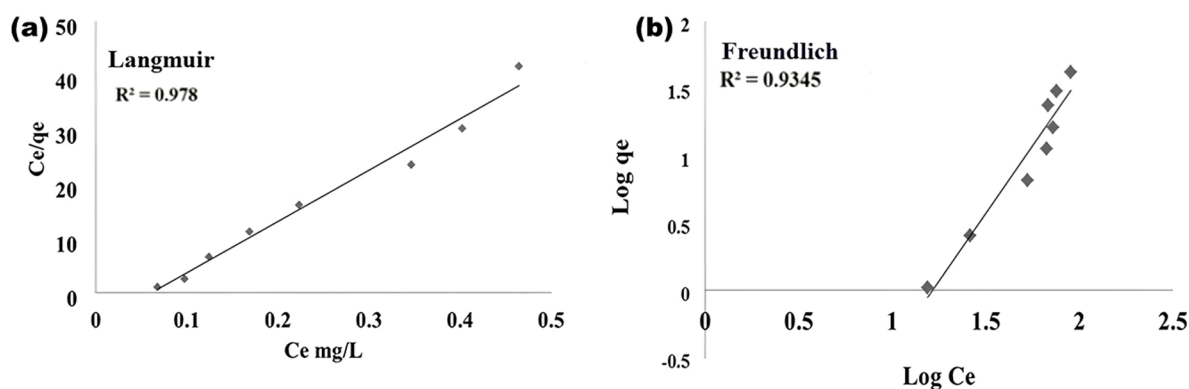 (a)
Langmuir
R² = 0.978
Ce/qe
50
40
30
20
10
0
0 0.1 0.2 0.3 0.4 0.5
Ce mg/L
(b)
Freundlich
R² = 0.9345
Log qe
2
1.5
1
0.5
0
-0.5
0 0.5 1 1.5 2 2.5
Log Ce